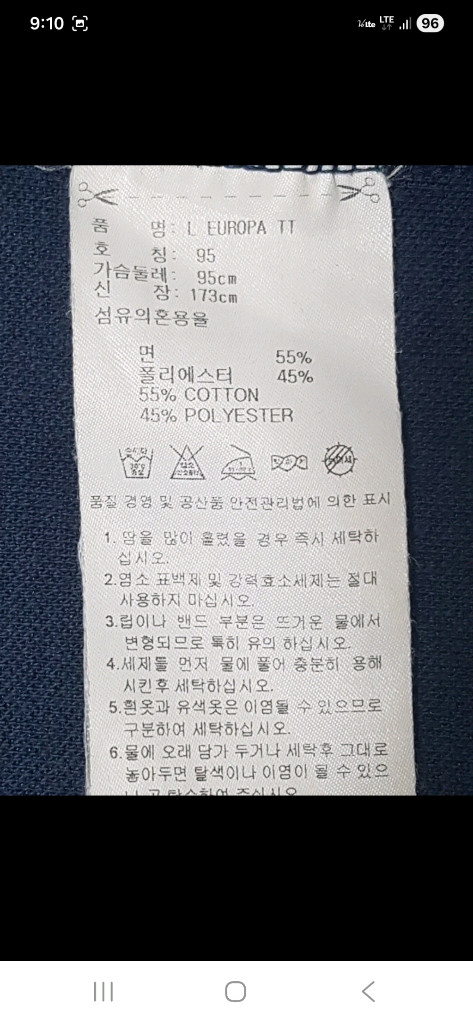 9:10
LTE
96
품 명: L EUROPA TT
호 칭: 95
가슴둘레: 95cm
신 장: 173cm
섬유의혼용율
면 55%
폴리에스터 45%
55% COTTON
45% POLYESTER
품질 경영 및 공산품 안전관리법에 의한 표시
1. 땀을 많이 흘렸을 경우 즉시 세탁하
십시오.
2.염소 표백제 및 강력효소세제는 절대
사용하지 마십시오.
3.립이나 밴드 부분은 뜨거운 물에서
변형되므로 특히 유의 하십시오.
4.세제를 먼저 물에 풀어 충분히 용해
시킨후 세탁하십시오.
5.흰옷과 유색옷은 이염될 수 있으므로
구분하여 세탁하십시오.
6.물에 오래 담가 두거나 세탁후 그대로
놓아두면 탈색이나 이염이 될 수 있으